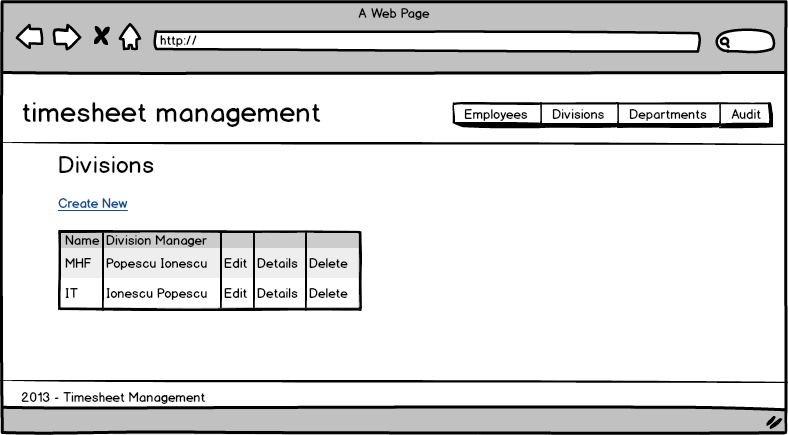 A Web Page
http://
timesheet management
Employees Divisions Departments Audit
Divisions
Create New
Name Division Manager
MHF Popescu Ionescu Edit Details Delete
IT Ionescu Popescu Edit Details Delete
2013 - Timesheet Management